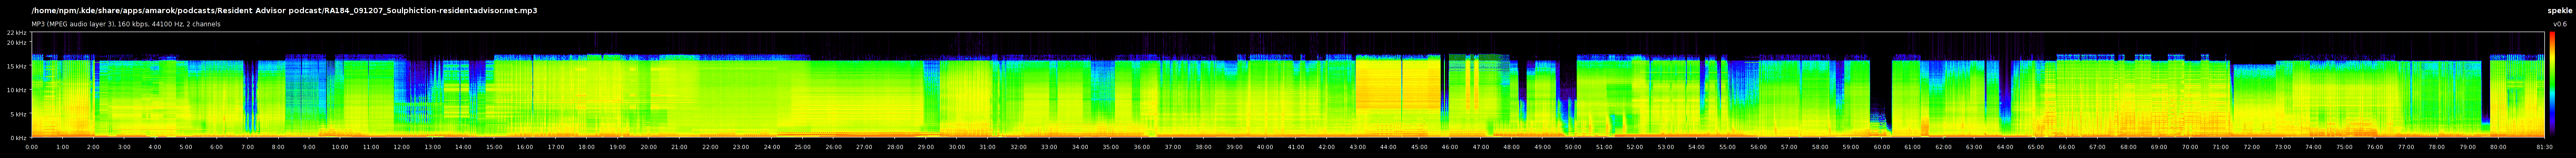 /home/npm/.kde/share/apps/amarok/podcasts/Resident Advisor podcast/RA184_091207_Soulphiction-residentadvisor.net.mp3
spekle
MP3 (MPEG audio layer 3), 160 kbps, 44100 Hz, 2 channels
v0.6
22 kHz
20 kHz
15 kHz
10 kHz
5 kHz
0 kHz
0:00 1:00 2:00 3:00 4:00 5:00 6:00 7:00 8:00 9:00 10:00 11:00 12:00 13:00 14:00 15:00 16:00 17:00 18:00 19:00 20:00 21:00 22:00 23:00 24:00 25:00 26:00 27:00 28:00 29:00 30:00 31:00 32:00 33:00 34:00 35:00 36:00 37:00 38:00 39:00 40:00 41:00 42:00 43:00 44:00 45:00 46:00 47:00 48:00 49:00 50:00 51:00 52:00 53:00 54:00 55:00 56:00 57:00 58:00 59:00 60:00 61:00 62:00 63:00 64:00 65:00 66:00 67:00 68:00 69:00 70:00 71:00 72:00 73:00 74:00 75:00 76:00 77:00 78:00 79:00 80:00 81:30